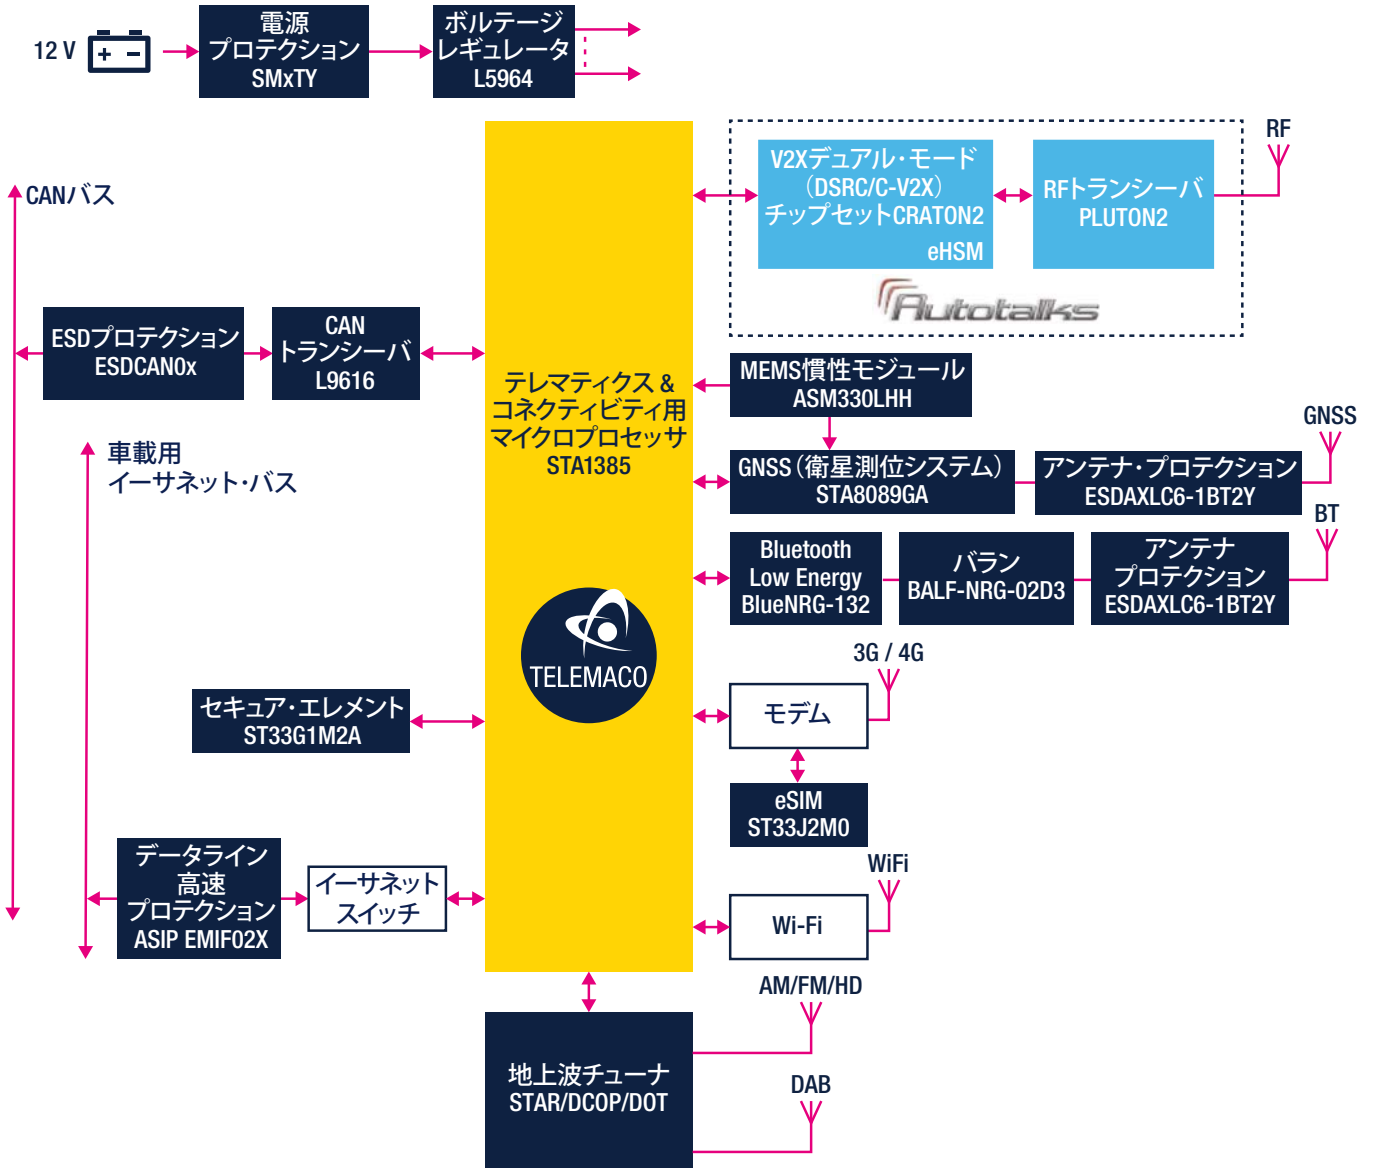 12 V
電源
プロテクション
SMxTY
ボルテージ
レギュレータ
L5964
CANバス
ESDプロテクション
ESDCAN0x
CAN
トランシーバ
L9616
車載用
イーサネット・バス
セキュア・エレメント
ST33G1M2A
データライン
高速
プロテクション
ASIP EMIF02X
イーサネット
スイッチ
テレマティクス &
コネクティビティ用
マイクロプロセッサ
STA1385
TELEMACO
V2Xデュアル・モード
（DSRC/C-V2X）
チップセットCRATON2
eHSM
RFトランシーバ
PLUTON2
RF
Autotalks
MEMS慣性モジュール
ASM330LHH
GNSS（衛星測位システム）
STA8089GA
アンテナ・プロテクション
ESDAXLC6-1BT2Y
GNSS
Bluetooth
Low Energy
BlueNRG-132
バラン
BALF-NRG-02D3
アンテナ
プロテクション
ESDAXLC6-1BT2Y
BT
3G / 4G
モデム
eSIM
ST33J2M0
WiFi
Wi-Fi
AM/FM/HD
地上波チューナ
STAR/DCOP/DOT
DAB